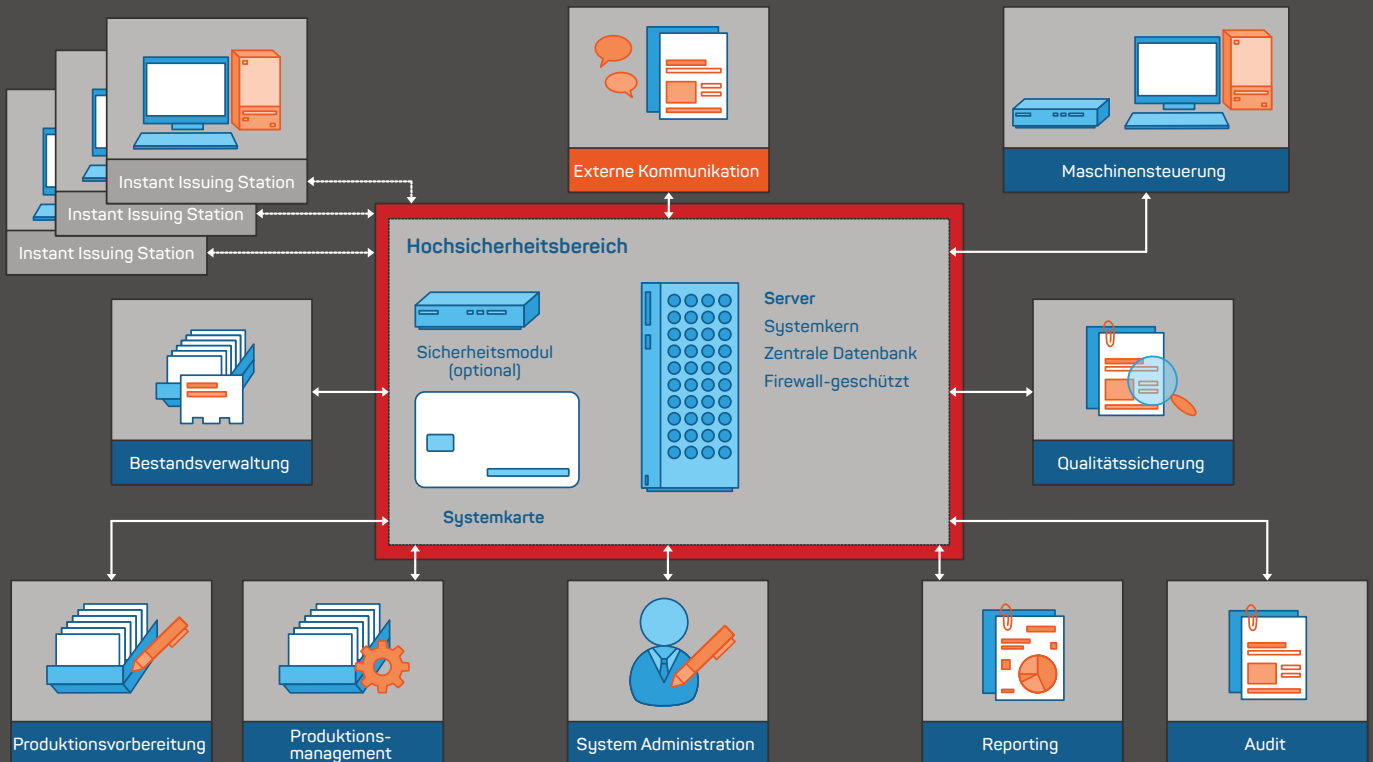 Instant Issuing Station
Instant Issuing Station
Instant Issuing Station
Externe Kommunikation
Maschinensteuerung
Hochsicherheitsbereich
Sicherheitsmodul
(optional)
Systemkarte
Server
Systemkern
Zentrale Datenbank
Firewall-geschützt
Bestandsverwaltung
Qualitätssicherung
Produktionsvorbereitung
Produktions-
management
System Administration
Reporting
Audit